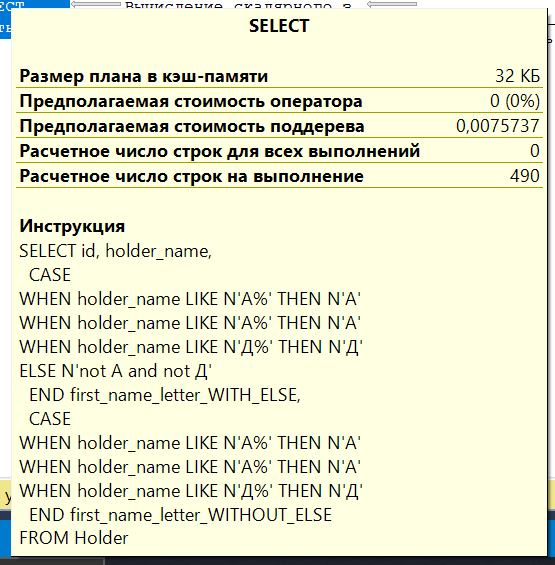 ЕСТ
Вычисление скалярного з
SELECT
Размер плана в кэш-памяти 32 КБ
Предполагаемая стоимость оператора 0 (0%)
Предполагаемая стоимость поддерева 0,0075737
Расчетное число строк для всех выполнений 0
Расчетное число строк на выполнение 490
Инструкция
SELECT id, holder_name,
CASE
WHEN holder_name LIKE N'А%' THEN N'А'
WHEN holder_name LIKE N'А%' THEN N'А'
WHEN holder_name LIKE N'Д%' THEN N'Д'
ELSE N'not А and not Д'
END first_name_letter_WITH_ELSE,
CASE
WHEN holder_name LIKE N'А%' THEN N'А'
WHEN holder_name LIKE N'А%' THEN N'А'
WHEN holder_name LIKE N'Д%' THEN N'Д'
END first_name_letter_WITHOUT_ELSE
FROM Holder